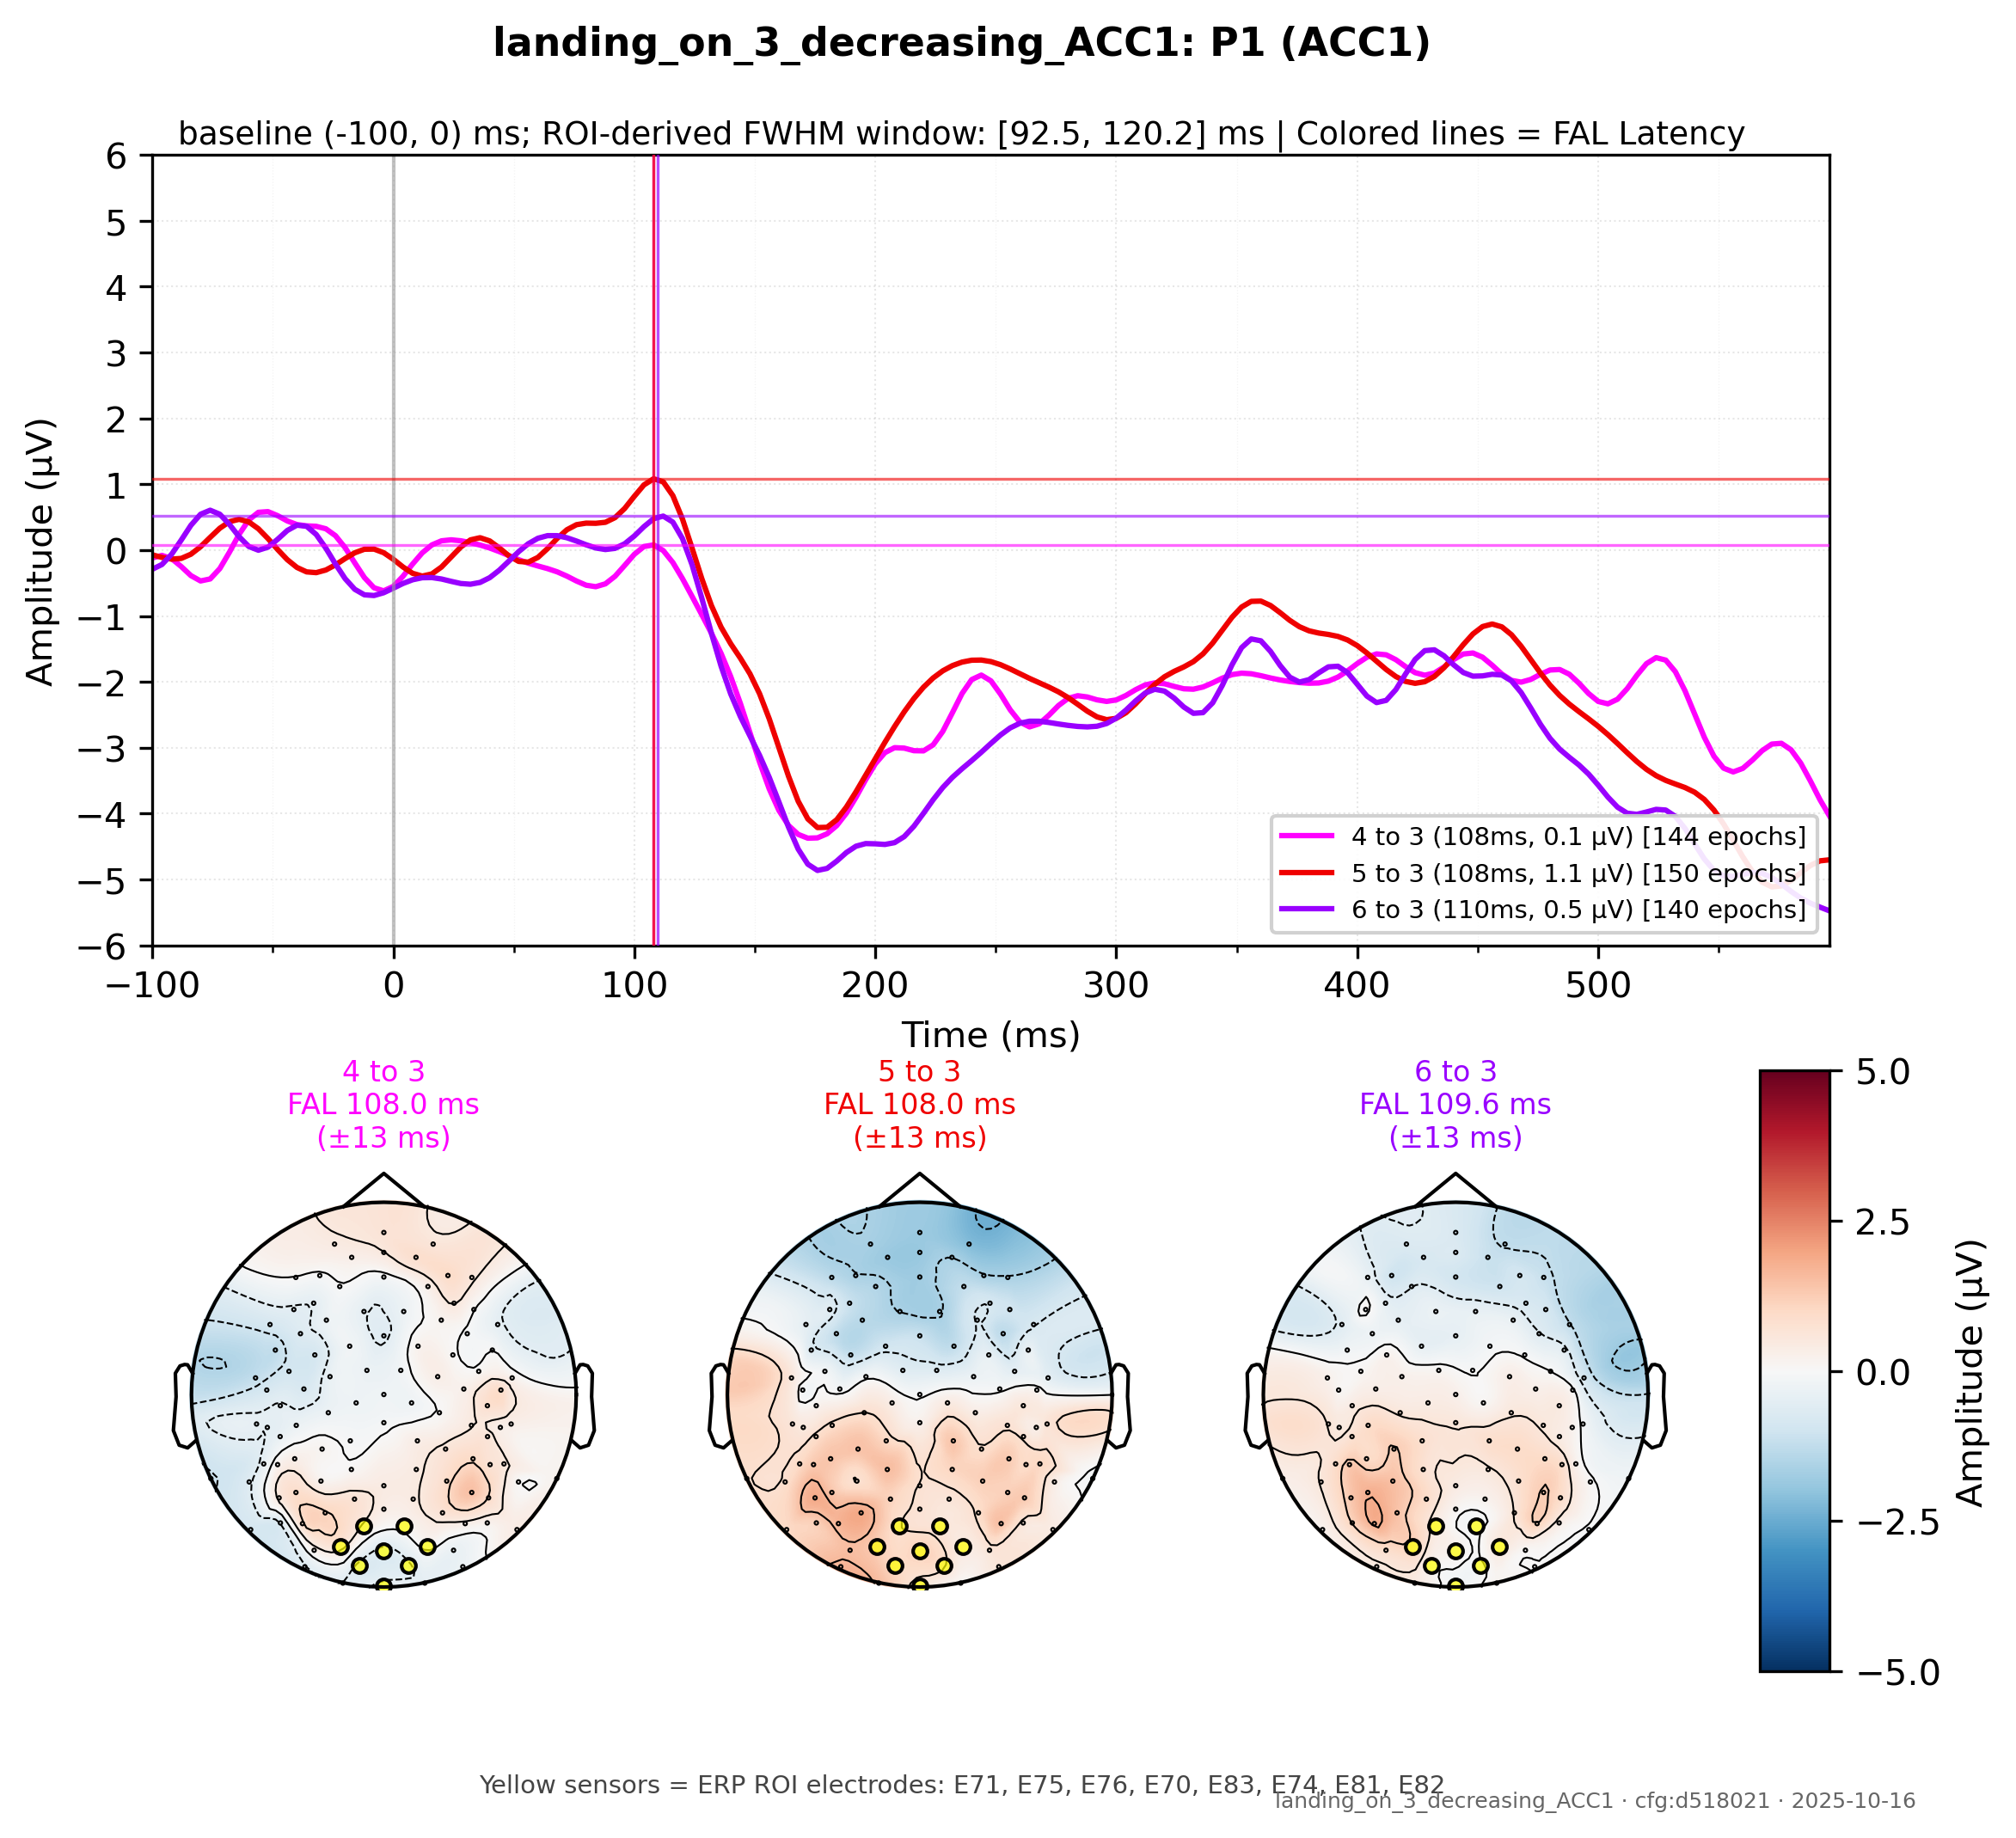 landing_on_3_decreasing_ACC1: P1 (ACC1)
baseline (-100, 0) ms; ROI-derived FWHM window: [92.5, 120.2] ms | Colored lines = FAL Latency
Amplitude (µV)
6
5
4
3
2
1
0
−1
−2
−3
−4
−5
−6
4 to 3 (108ms, 0.1 µV) [144 epochs]
5 to 3 (108ms, 1.1 µV) [150 epochs]
6 to 3 (110ms, 0.5 µV) [140 epochs]
−100
0
100
200
300
400
500
Time (ms)
4 to 3
FAL 108.0 ms
(±13 ms)
5 to 3
FAL 108.0 ms
(±13 ms)
6 to 3
FAL 109.6 ms
(±13 ms)
5.0
2.5
0.0
−2.5
−5.0
Amplitude (µV)
Yellow sensors = ERP ROI electrodes: E71, E75, E76, E70, E83, E74, E81, E82
landing_on_3_decreasing_ACC1 · cfg:d518021 · 2025-10-16